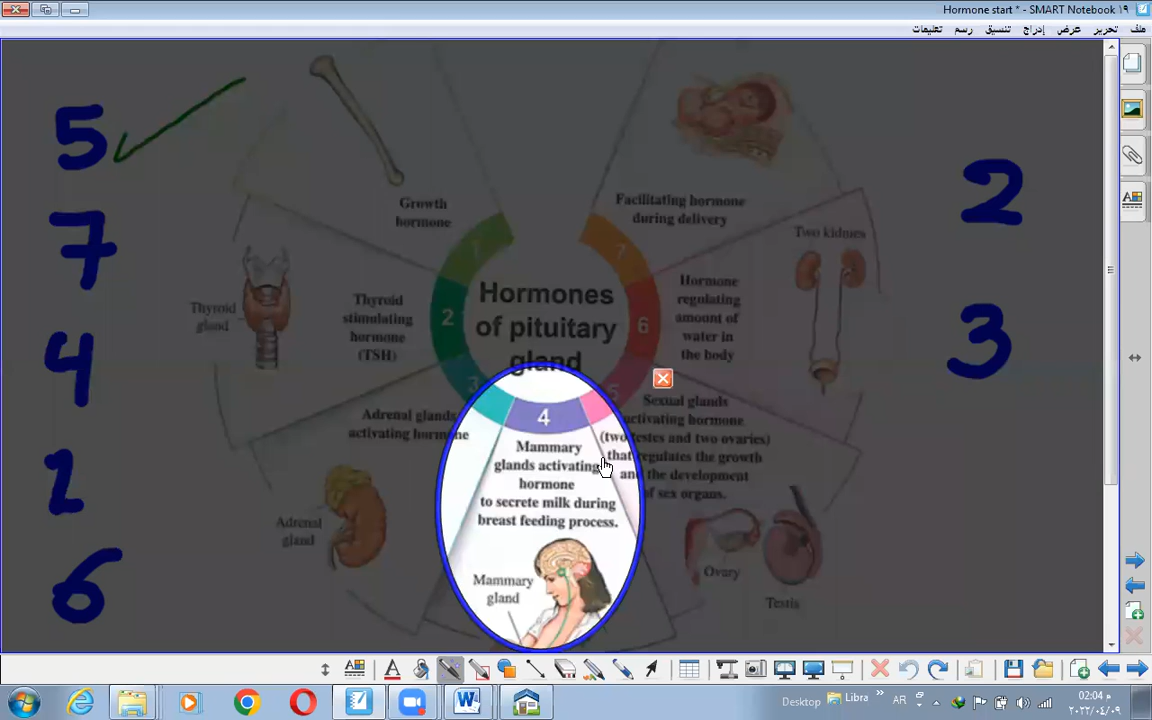 Hormone start * - SMART Notebook ١٩
ملف تحرير عرض إدراج تنسيق رسم تعليمات
5
7
4
2
6
2
3
Growth
hormone
1
Facilitating hormone
during delivery
7
Thyroid
gland
Thyroid
stimulating
hormone
(TSH)
2
Hormones
of pituitary
gland
6
Hormone
regulating
amount of
water in
the body
Two kidneys
3
Adrenal glands
activating hormone
Adrenal
gland
4
Mammary
glands activating
hormone
to secrete milk during
breast feeding process.
Mammary
gland
5
Sexual glands
activating hormone
(two testes and two ovaries)
that regulates the growth
and the development
of sex organs.
Ovary
Testis
Desktop
Libra
AR
02:04 م
٢٠٢٢/٠٤/٠٩